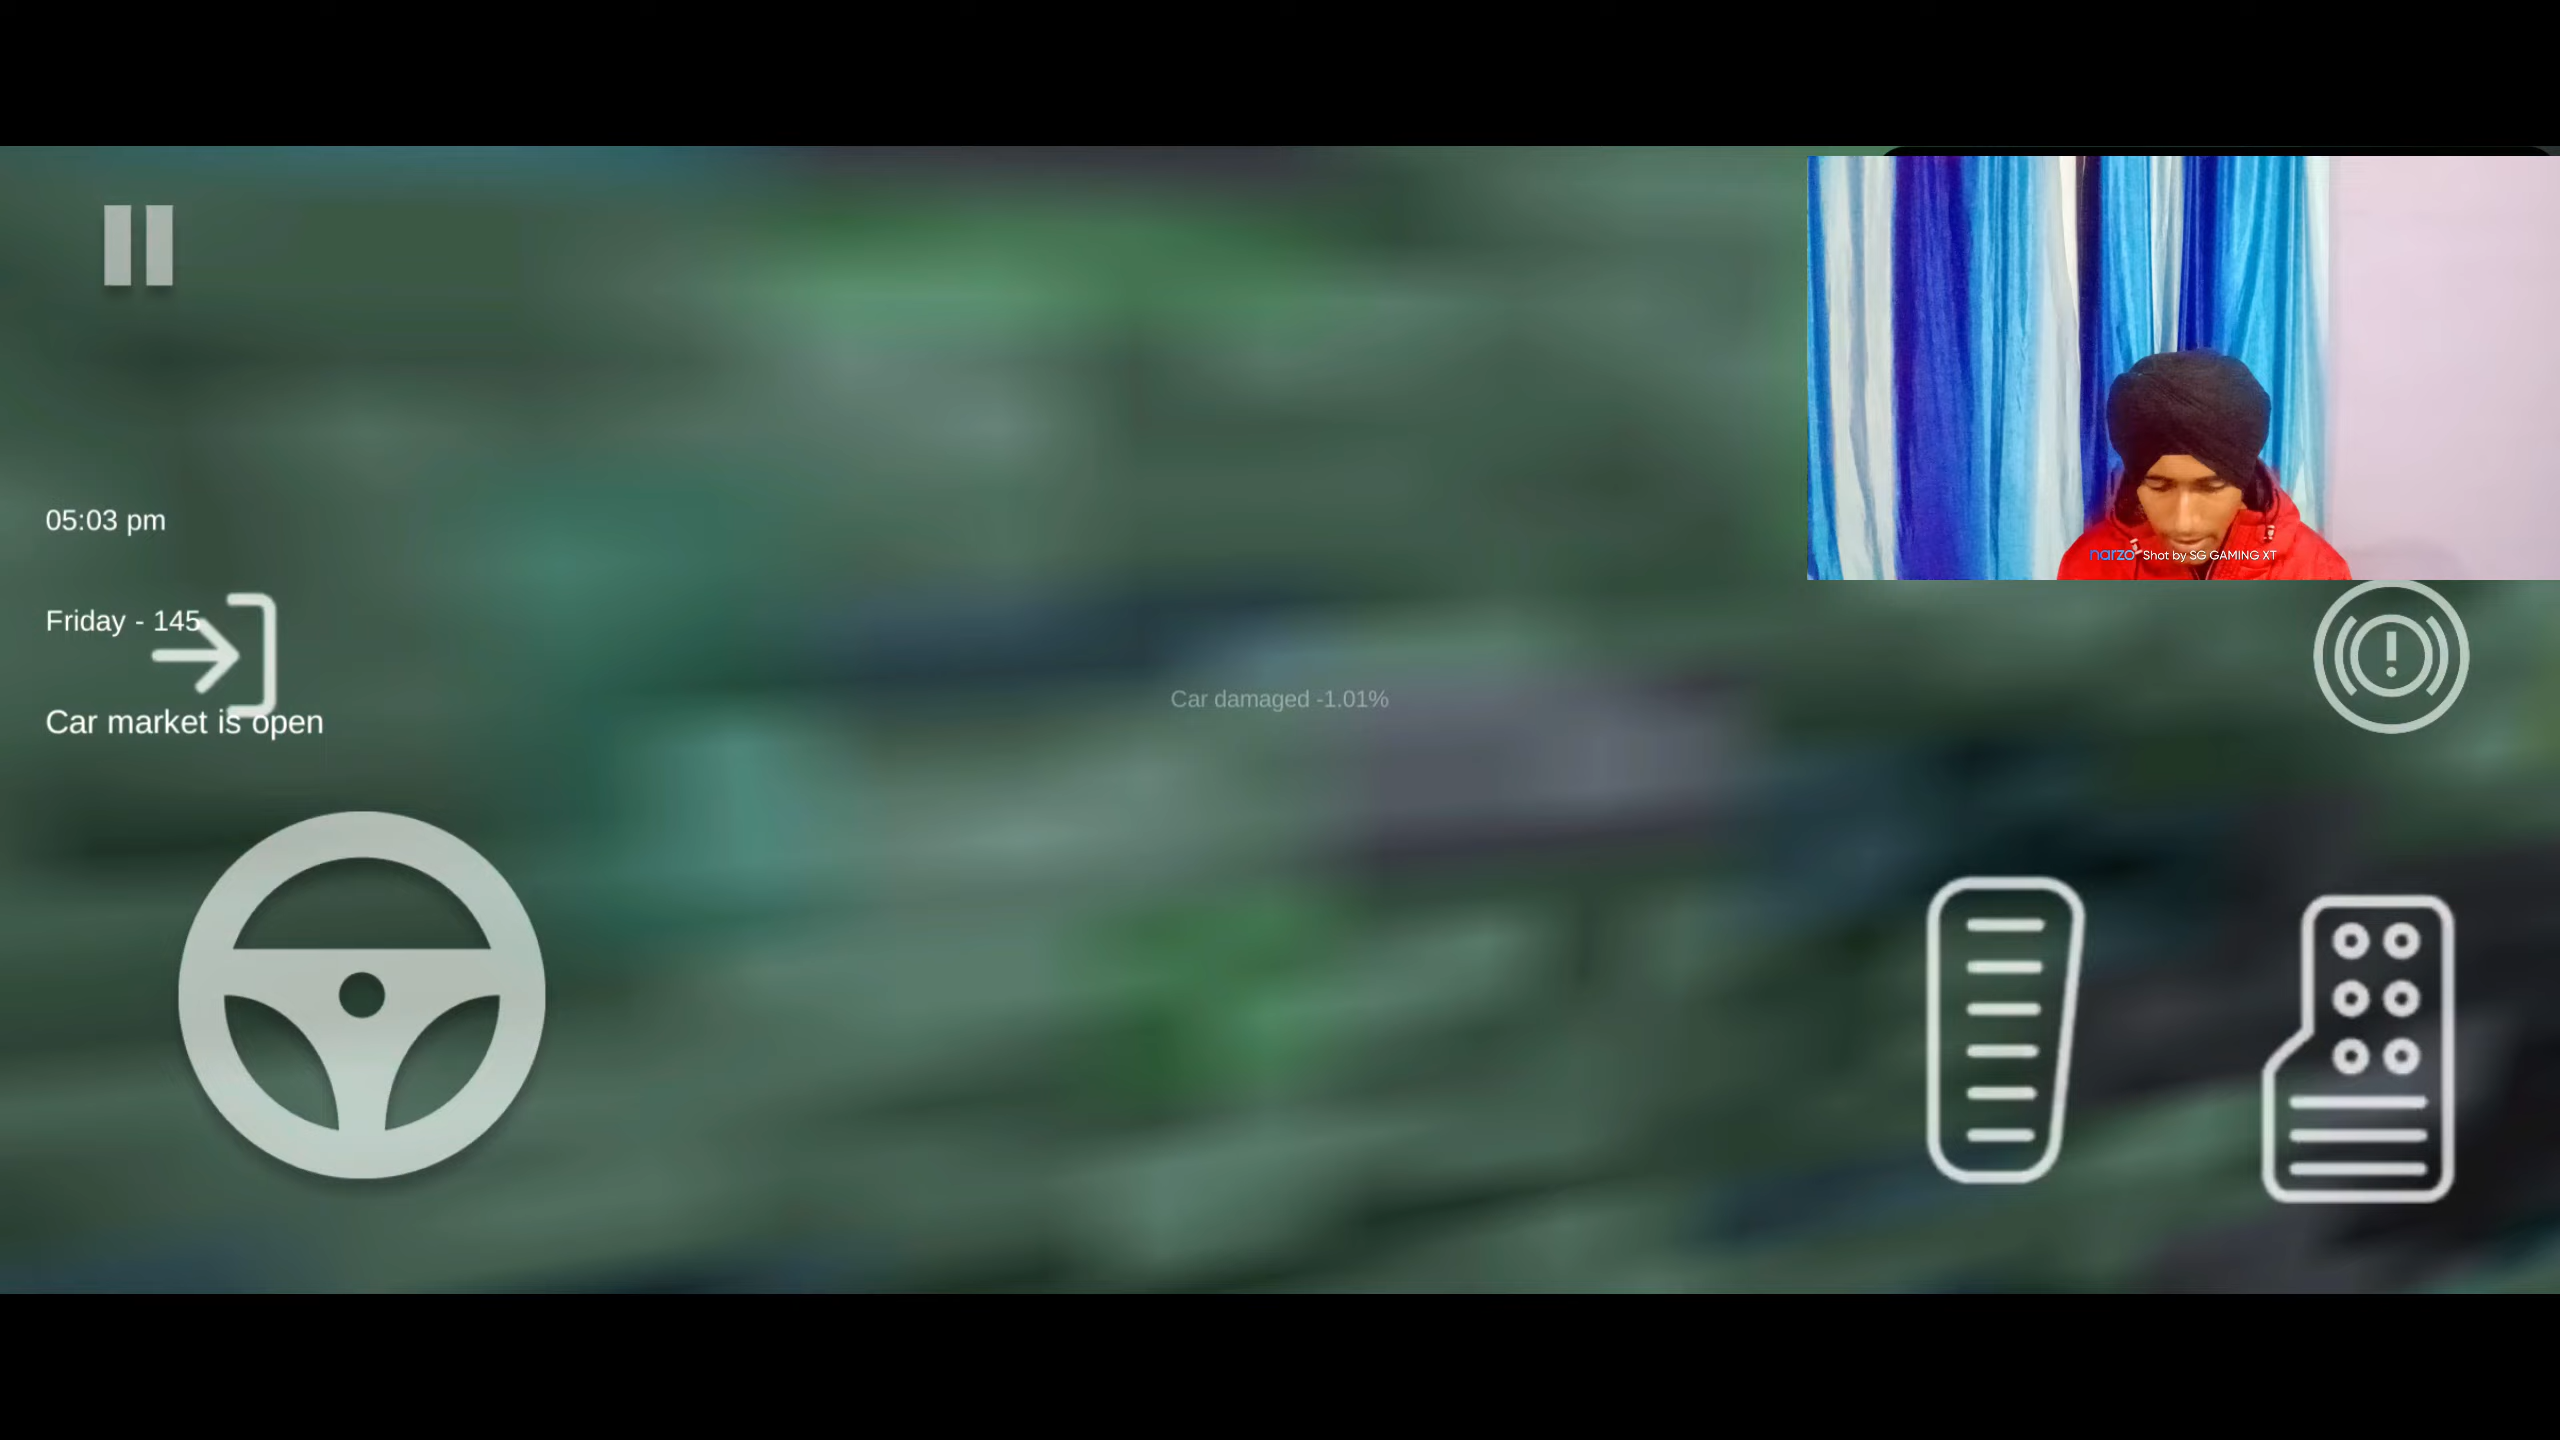 05:03 pm
Friday - 145
Car market is open
Car damaged -1.01%
narzo Shot by SG GAMING XT